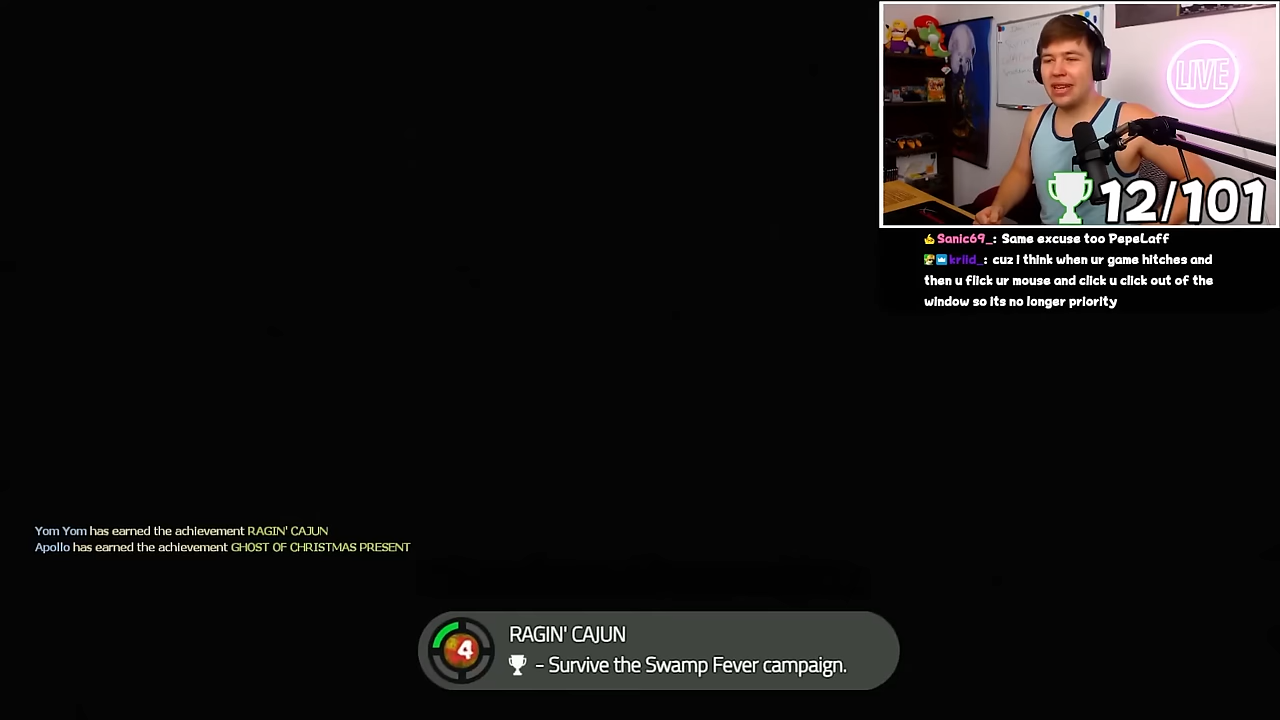 LIVE
12/101
Sanic69_: Same excuse too PepeLaff
kriid_: cuz i think when ur game hitches and
then u flick ur mouse and click u click out of the
window so its no longer priority
Yom Yom has earned the achievement RAGIN' CAJUN
Apollo has earned the achievement GHOST OF CHRISTMAS PRESENT
4
RAGIN' CAJUN
- Survive the Swamp Fever campaign.